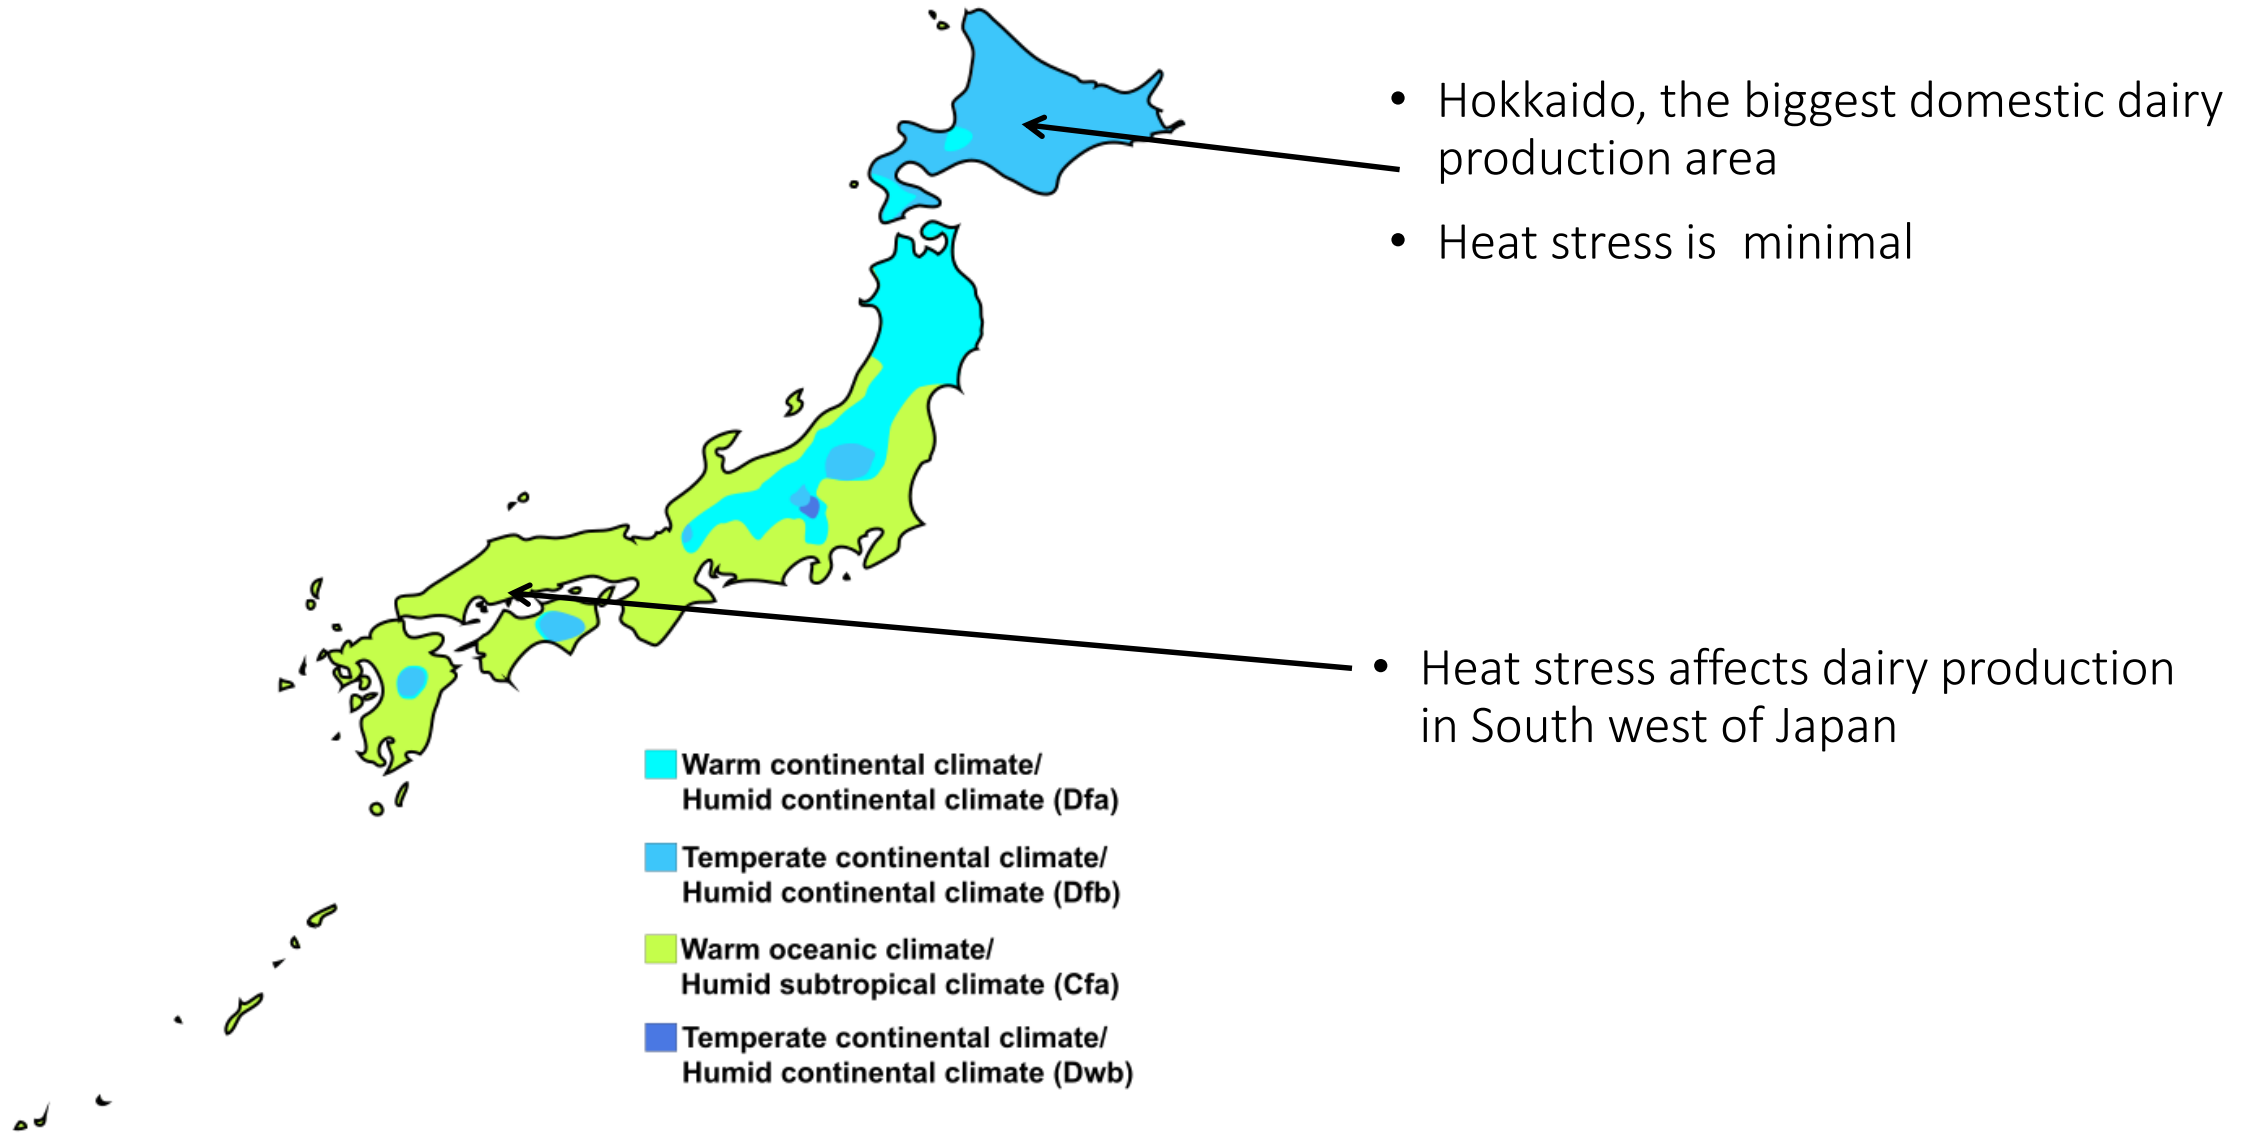 • Hokkaido, the biggest domestic dairy
production area
• Heat stress is  minimal
• Heat stress affects dairy production
in South west of Japan
Warm continental climate/
Humid continental climate (Dfa)
Temperate continental climate/
Humid continental climate (Dfb)
Warm oceanic climate/
Humid subtropical climate (Cfa)
Temperate continental climate/
Humid continental climate (Dwb)